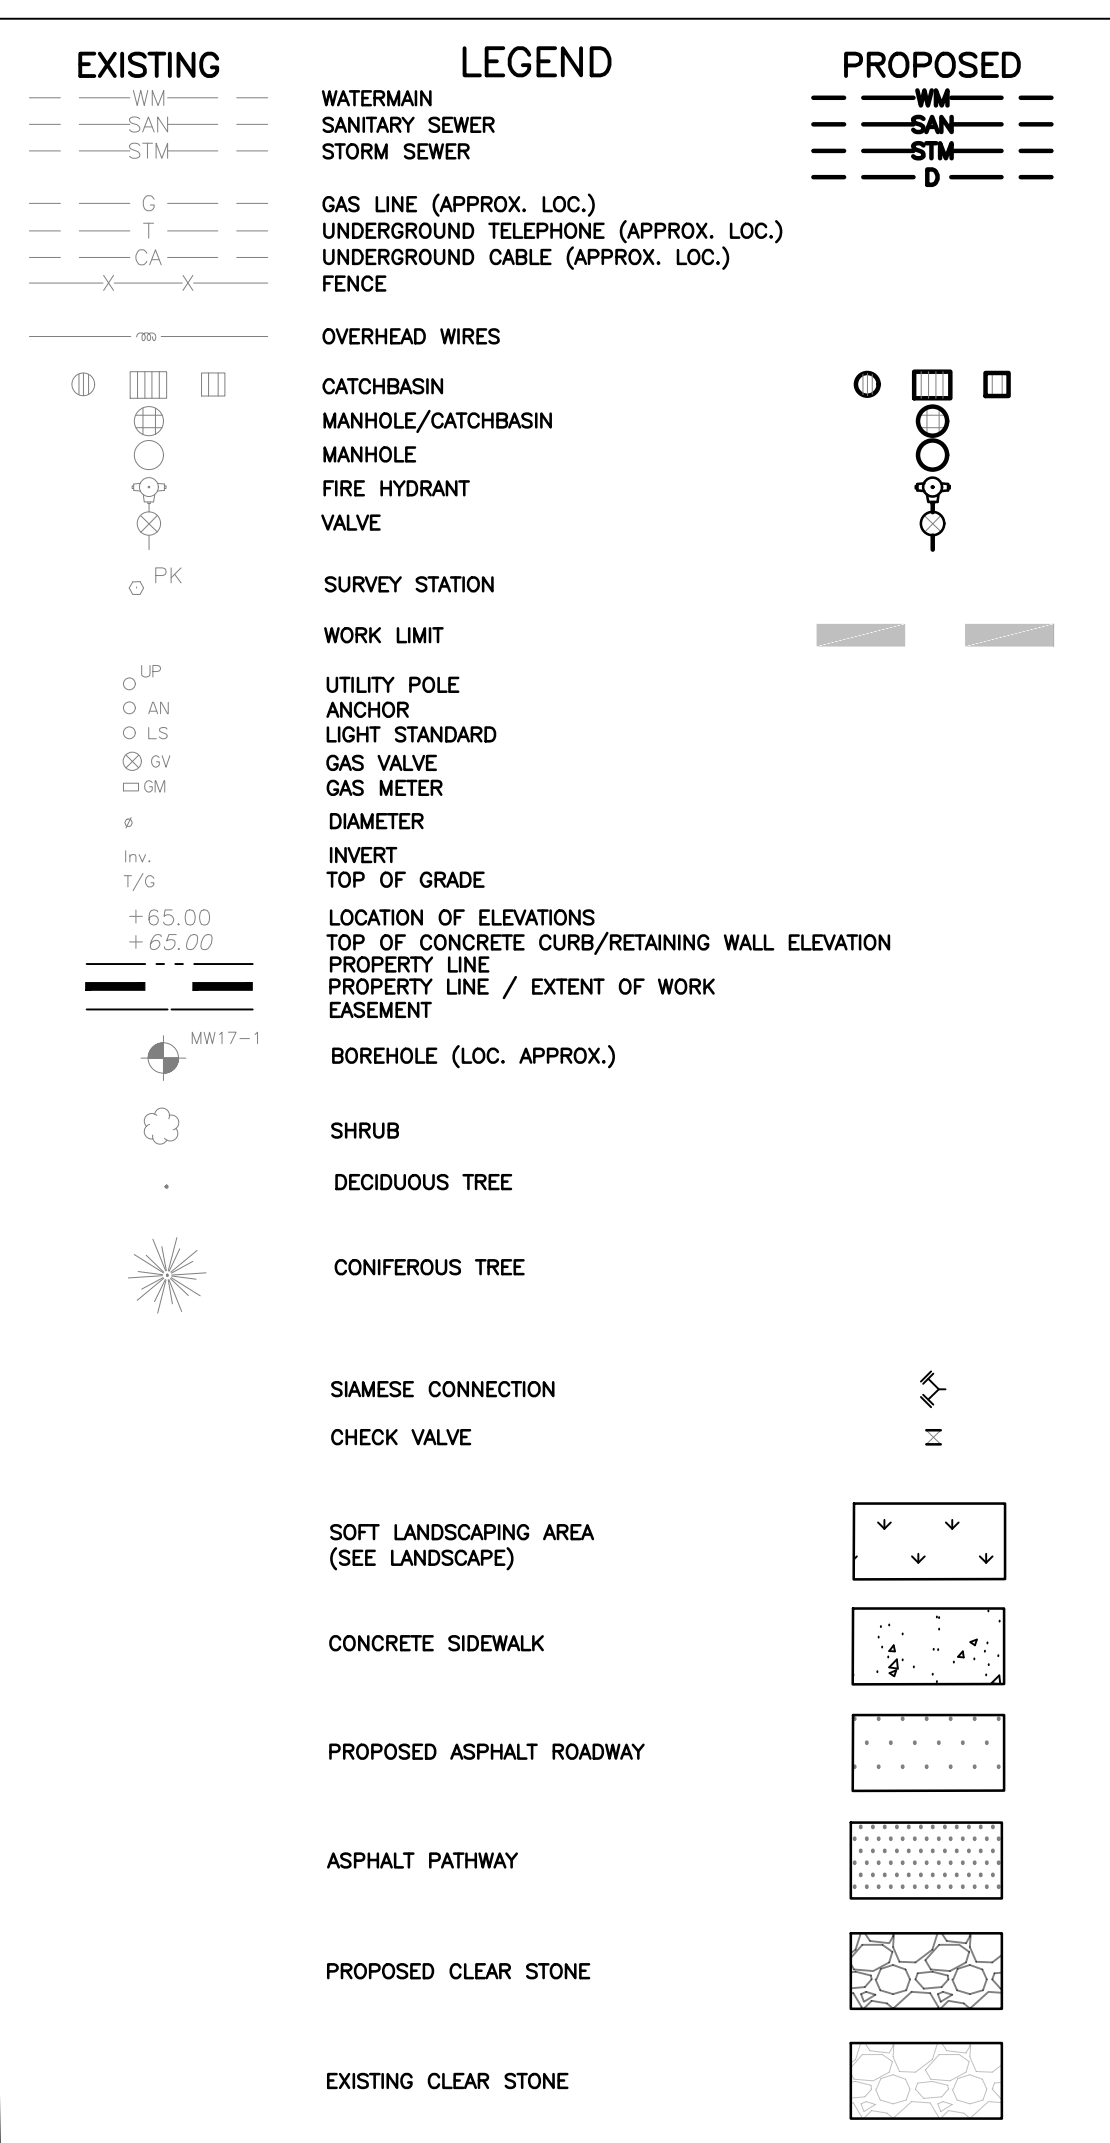 EXISTING LEGEND PROPOSED
WM WATERMAIN WM
SAN SANITARY SEWER SAN
STM STORM SEWER STM
D
G GAS LINE (APPROX. LOC.)
T UNDERGROUND TELEPHONE (APPROX. LOC.)
CA UNDERGROUND CABLE (APPROX. LOC.)
X X FENCE
OVERHEAD WIRES
CATCHBASIN
MANHOLE/CATCHBASIN
MANHOLE
FIRE HYDRANT
VALVE
PK SURVEY STATION
WORK LIMIT
UP UTILITY POLE
AN ANCHOR
LS LIGHT STANDARD
GV GAS VALVE
GM GAS METER
ø DIAMETER
Inv. INVERT
T/G TOP OF GRADE
+65.00 LOCATION OF ELEVATIONS
+65.00 TOP OF CONCRETE CURB/RETAINING WALL ELEVATION
PROPERTY LINE
PROPERTY LINE / EXTENT OF WORK
EASEMENT
MW17-1 BOREHOLE (LOC. APPROX.)
SHRUB
DECIDUOUS TREE
CONIFEROUS TREE
SIAMESE CONNECTION
CHECK VALVE
SOFT LANDSCAPING AREA
(SEE LANDSCAPE)
CONCRETE SIDEWALK
PROPOSED ASPHALT ROADWAY
ASPHALT PATHWAY
PROPOSED CLEAR STONE
EXISTING CLEAR STONE